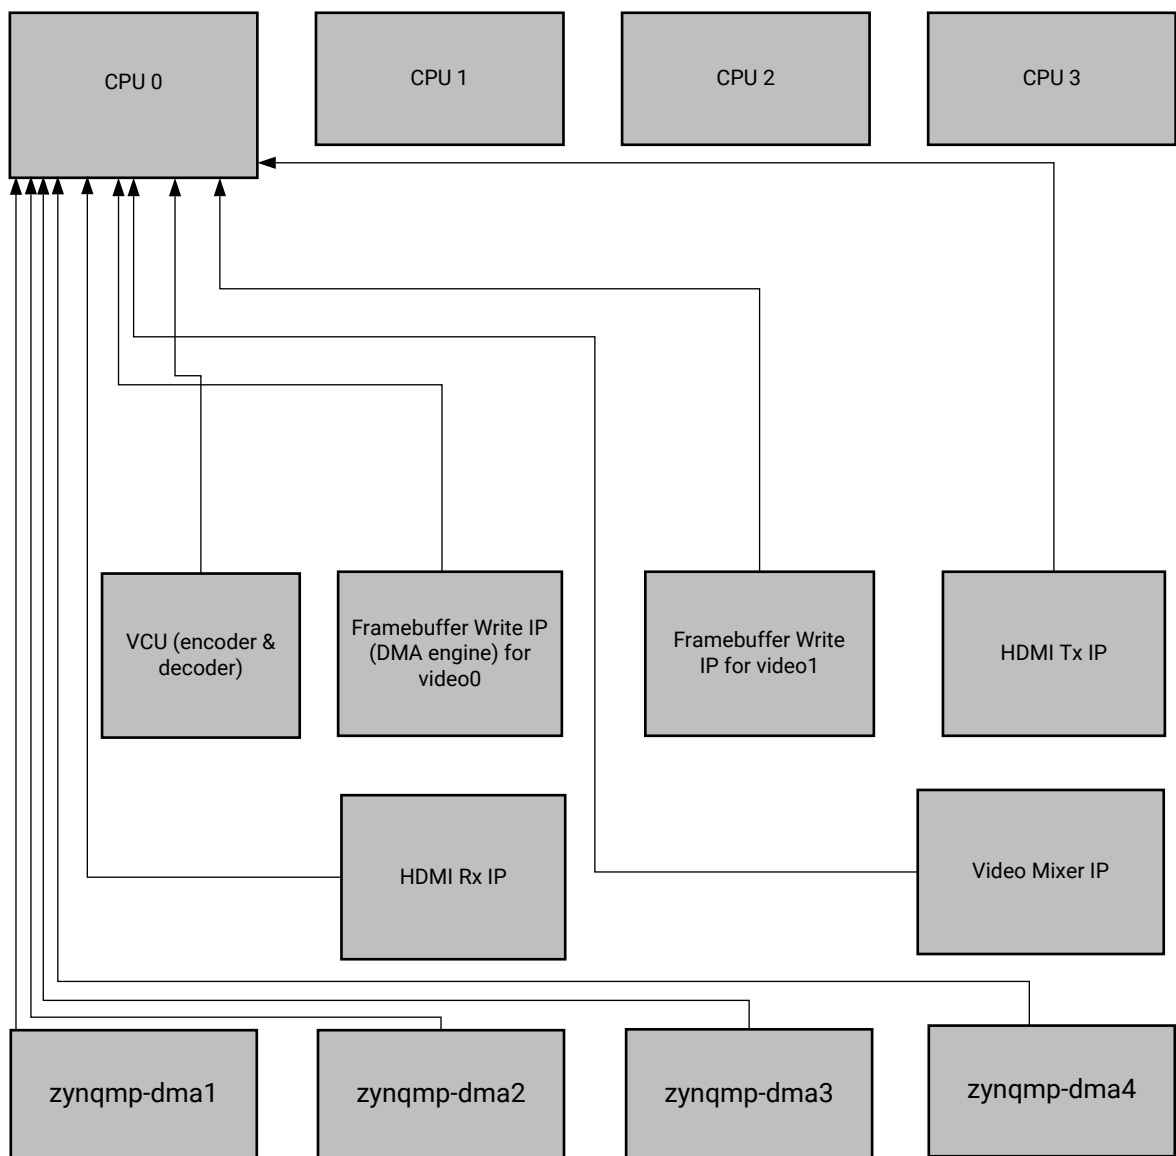 CPU 0
CPU 1
CPU 2
CPU 3
VCU (encoder &
decoder)
Framebuffer Write IP
(DMA engine) for
video0
Framebuffer Write
IP for video1
HDMI Tx IP
HDMI Rx IP
Video Mixer IP
zynqmp-dma1
zynqmp-dma2
zynqmp-dma3
zynqmp-dma4